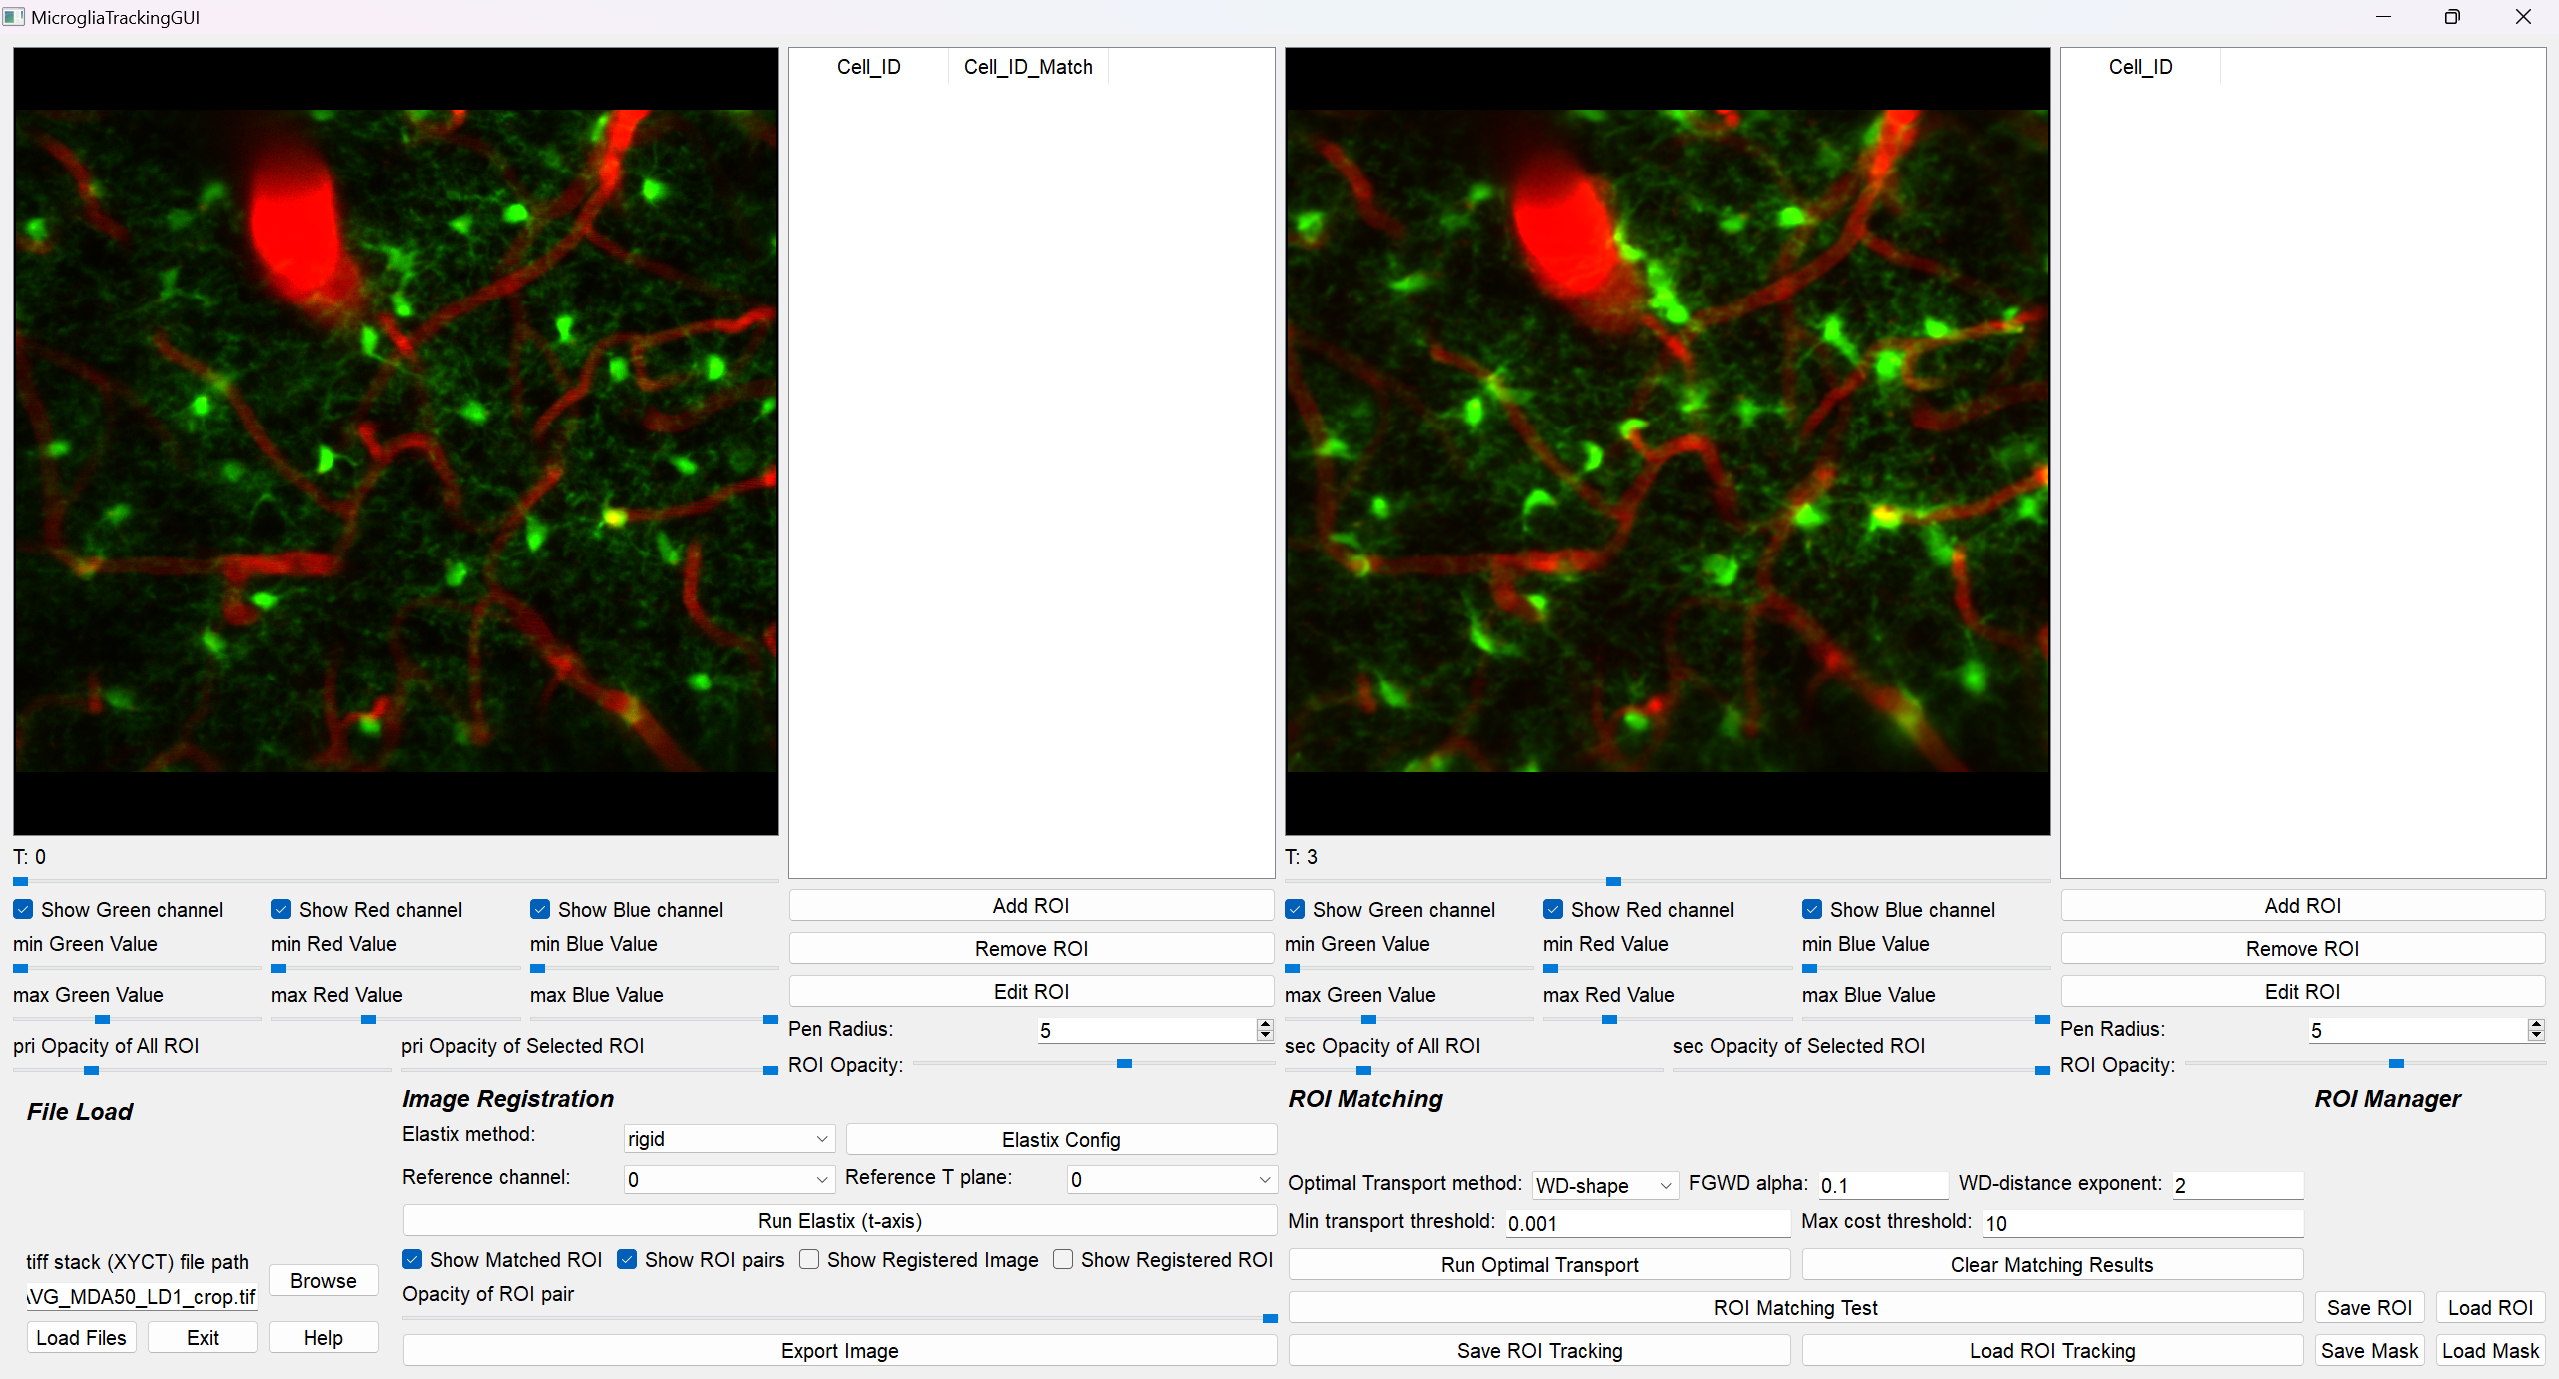 MicrogliaTrackingGUI
Cell_ID Cell_ID_Match
Cell_ID
T: 0
T: 3
Show Green channel Show Red channel Show Blue channel
min Green Value min Red Value min Blue Value
max Green Value max Red Value max Blue Value
pri Opacity of All ROI pri Opacity of Selected ROI
Add ROI
Remove ROI
Edit ROI
Pen Radius: 5
ROI Opacity:
Show Green channel Show Red channel Show Blue channel
min Green Value min Red Value min Blue Value
max Green Value max Red Value max Blue Value
sec Opacity of All ROI sec Opacity of Selected ROI
Add ROI
Remove ROI
Edit ROI
Pen Radius: 5
ROI Opacity:
File Load
tiff stack (XYCT) file path
VG_MDA50_LD1_crop.tif
Browse
Load Files Exit Help
Image Registration
Elastix method: rigid Elastix Config
Reference channel: 0 Reference T plane: 0
Run Elastix (t-axis)
Show Matched ROI Show ROI pairs Show Registered Image Show Registered ROI
Opacity of ROI pair
Export Image
ROI Matching
Optimal Transport method: WD-shape FGWD alpha: 0.1 WD-distance exponent: 2
Min transport threshold: 0.001 Max cost threshold: 10
Run Optimal Transport Clear Matching Results
ROI Matching Test
Save ROI Tracking Load ROI Tracking
ROI Manager
Save ROI Load ROI
Save Mask Load Mask